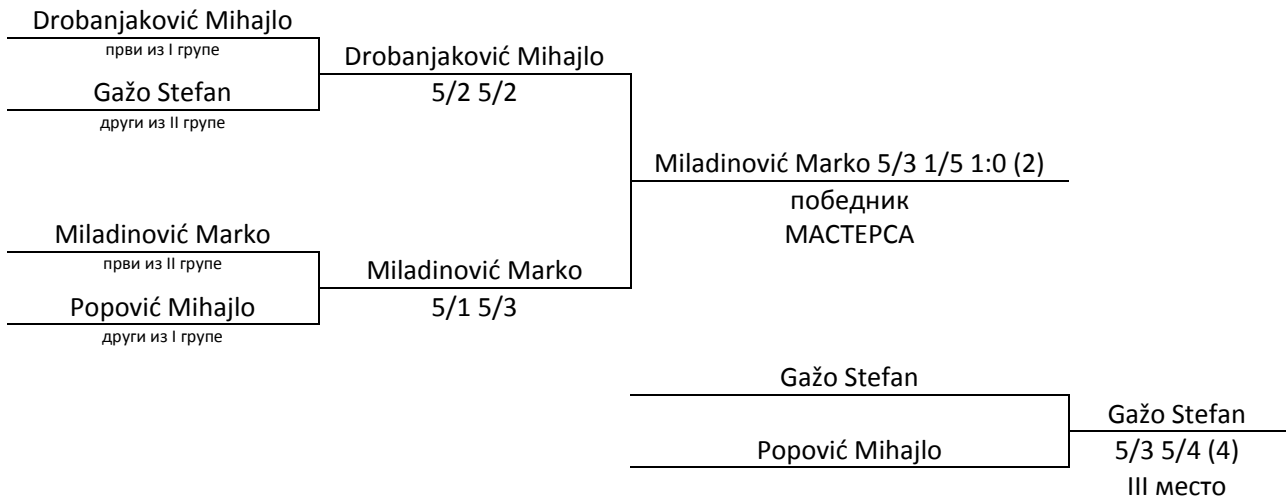 Drobanjaković Mihajlo
први из I групе
Drobanjaković Mihajlo
Gažo Stefan
5/2 5/2
други из II групе
Miladinović Marko 5/3 1/5 1:0 (2)
победник
МАСТЕРСА
Miladinović Marko
први из II групе
Miladinović Marko
Popović Mihajlo
5/1 5/3
други из I групе
Gažo Stefan
Gažo Stefan
Popović Mihajlo
5/3 5/4 (4)
III место